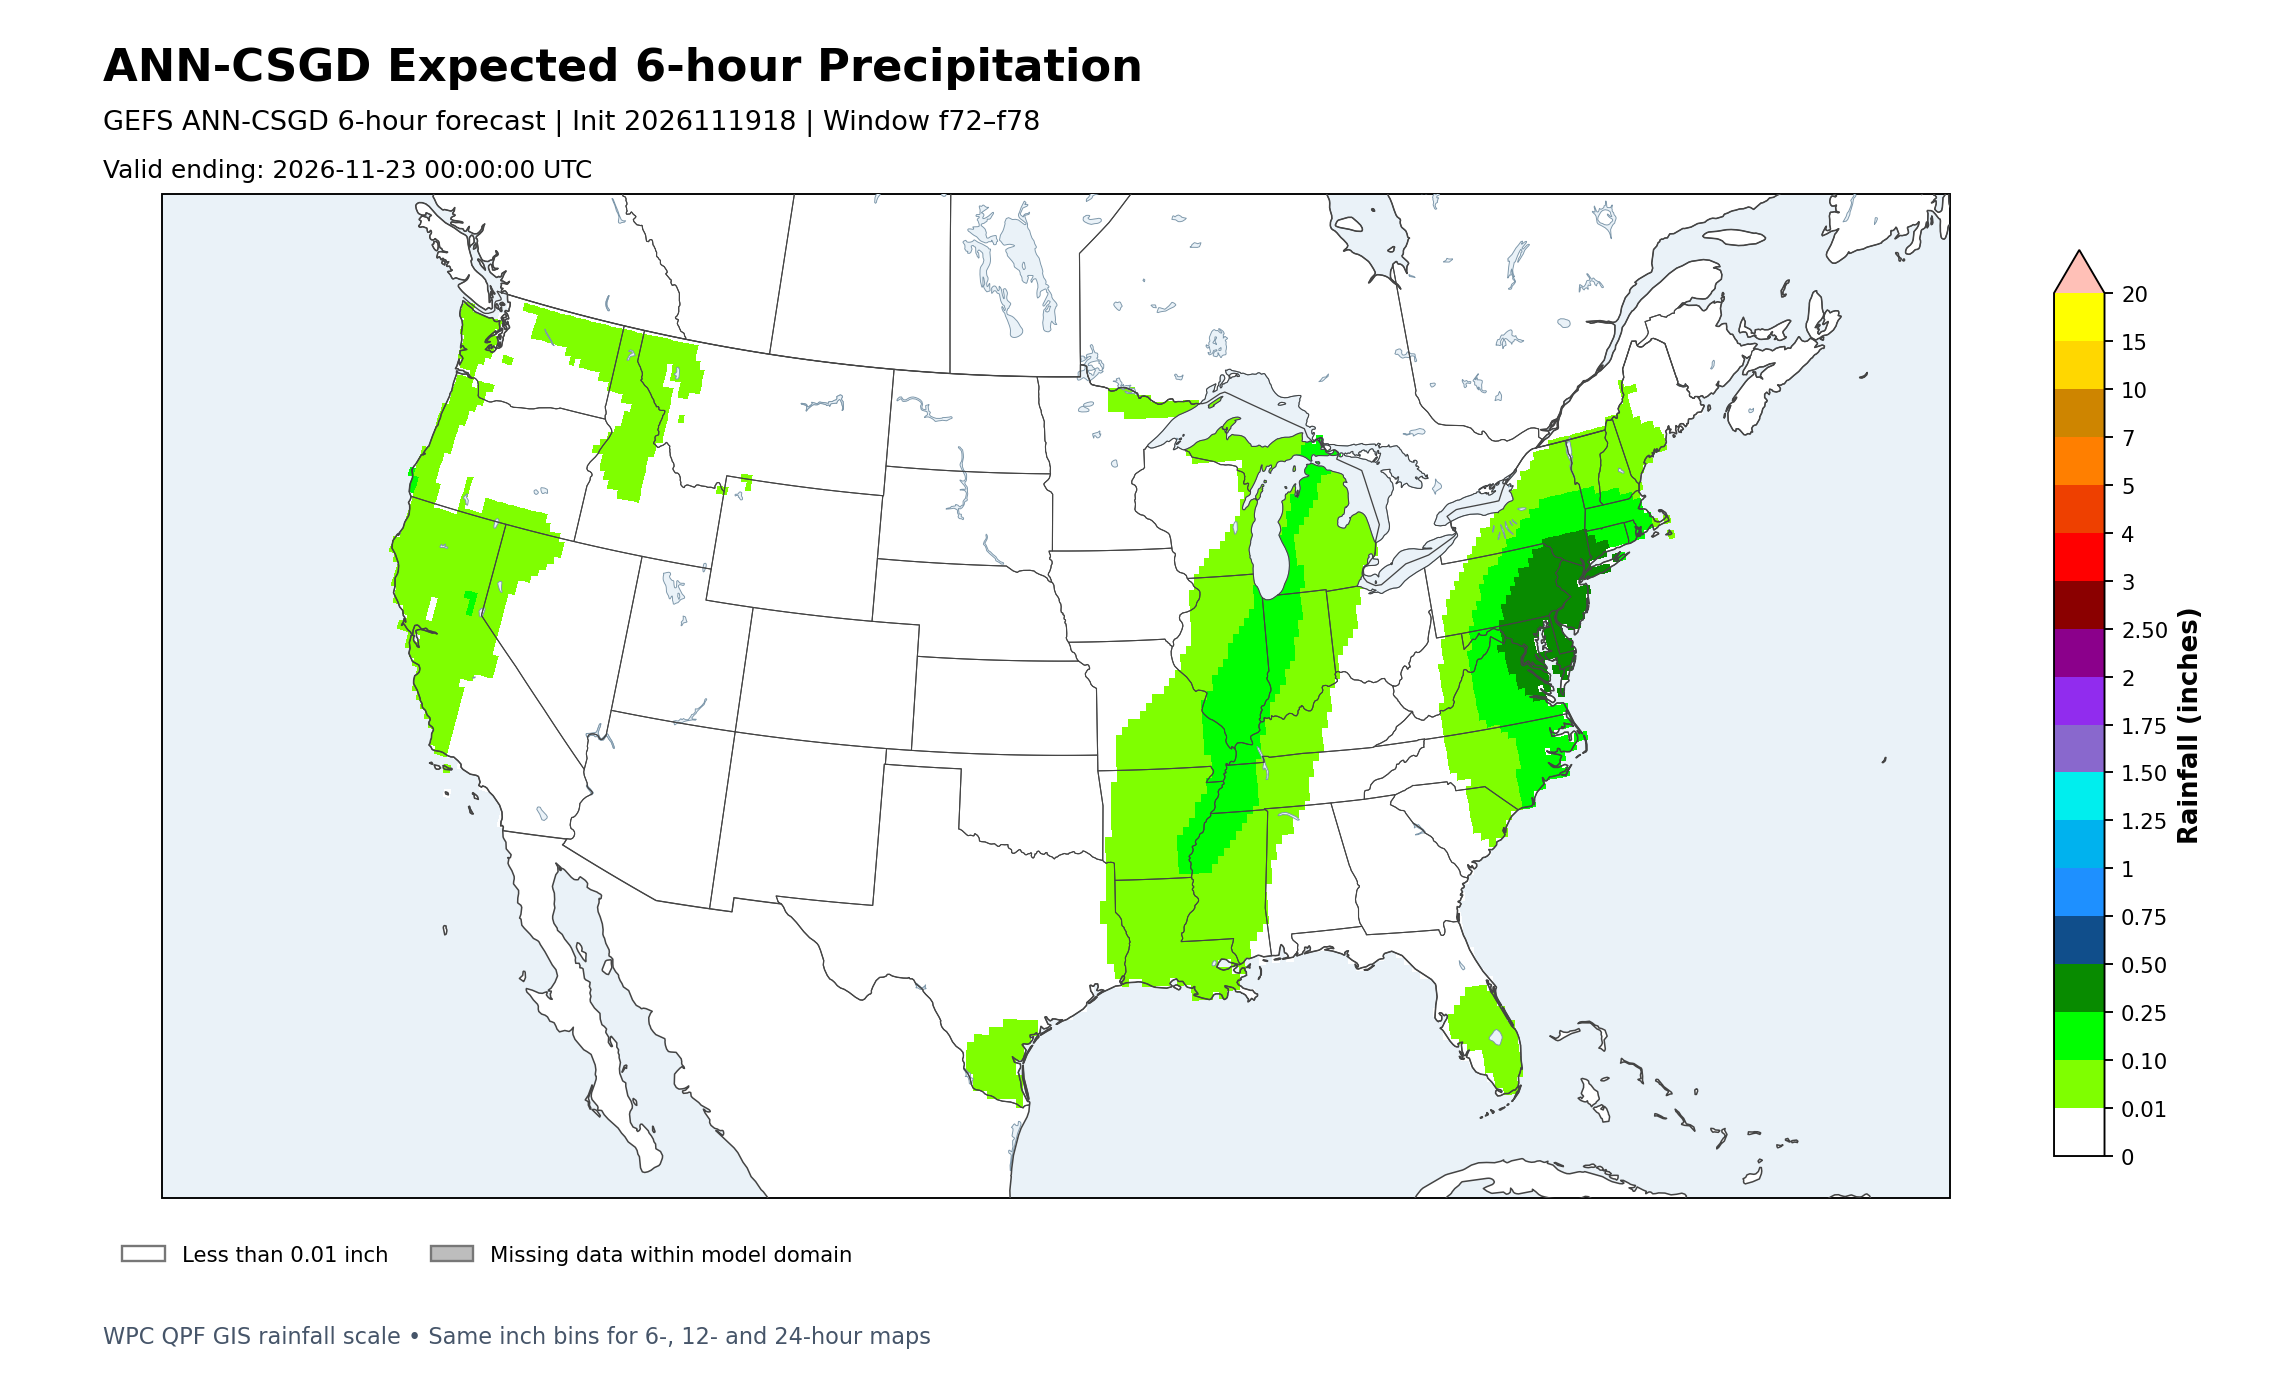 ANN-CSGD Expected 6-hour Precipitation
GEFS ANN-CSGD 6-hour forecast | Init 2026111918 | Window f72–f78
Valid ending: 2026-11-23 00:00:00 UTC
20
15
10
7
5
4
3
2.50
2
1.75
1.50
1.25
1
0.75
0.50
0.25
0.10
0.01
0
Rainfall (inches)
Less than 0.01 inch
Missing data within model domain
WPC QPF GIS rainfall scale • Same inch bins for 6-, 12- and 24-hour maps